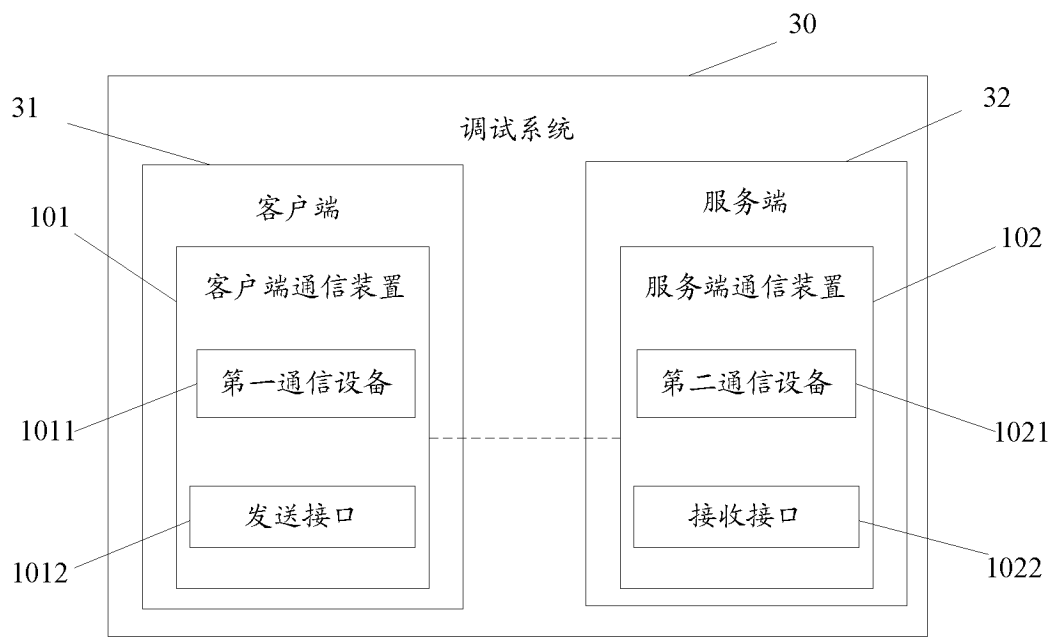 30
调试系统
31
32
客户端
服务端
101
102
客户端通信装置
服务端通信装置
第一通信设备
第二通信设备
1011
1021
发送接口
接收接口
1012
1022